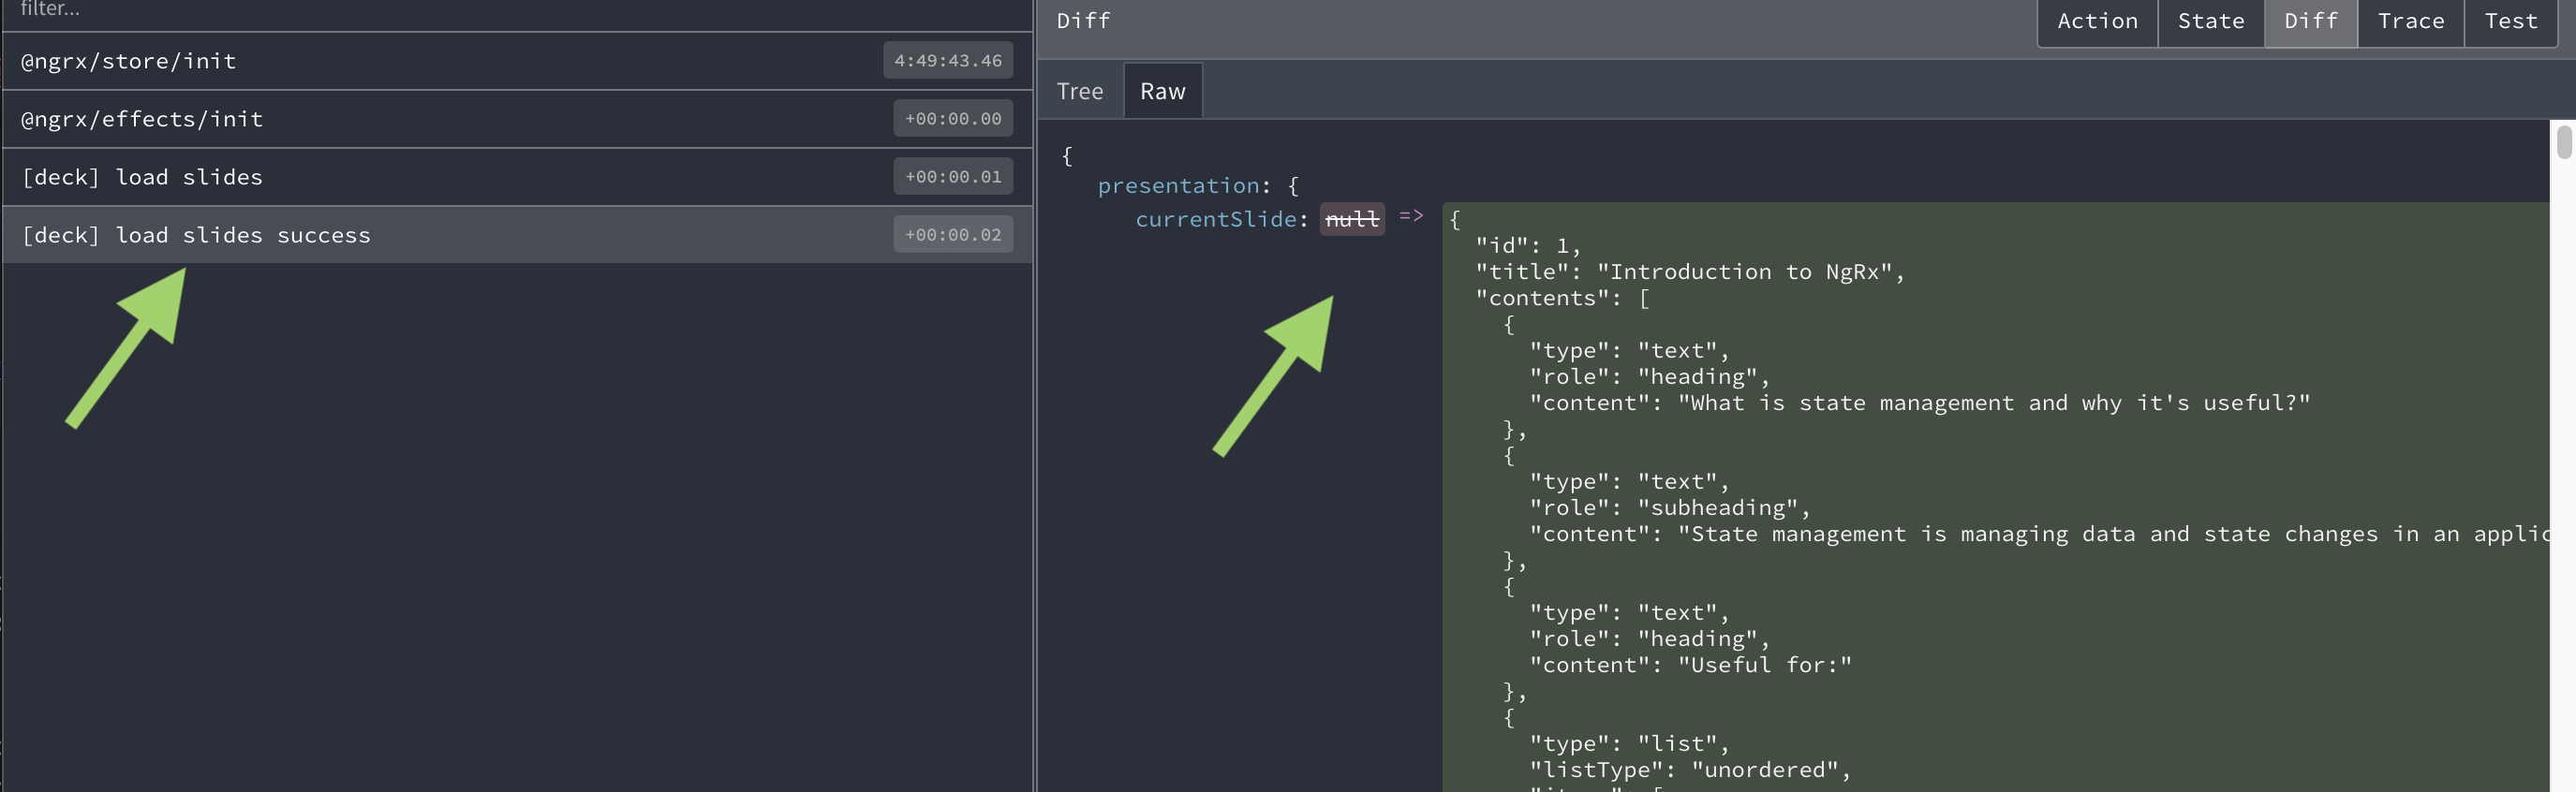 filter...
@ngrx/store/init 4:49:43.46
@ngrx/effects/init +00:00.00
[deck] load slides +00:00.01
[deck] load slides success +00:00.02
Diff Action State Diff Trace Test
Tree Raw
{
presentation: {
currentSlide: null => {
"id": 1,
"title": "Introduction to NgRx",
"contents": [
{
"type": "text",
"role": "heading",
"content": "What is state management and why it's useful?"
},
{
"type": "text",
"role": "subheading",
"content": "State management is managing data and state changes in an applic
},
{
"type": "text",
"role": "heading",
"content": "Useful for:"
},
{
"type": "list",
"listType": "unordered",